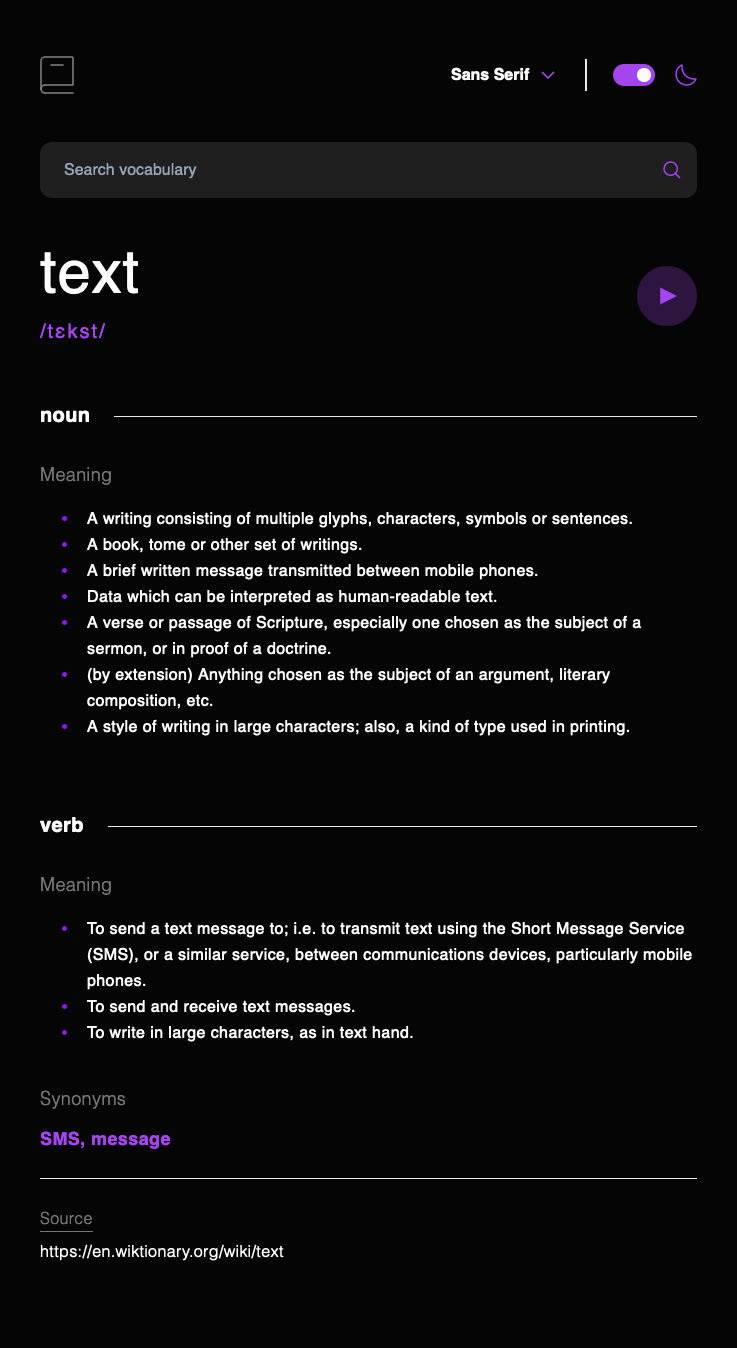 Sans Serif
Search vocabulary
text
/tɛkst/
noun
Meaning
• A writing consisting of multiple glyphs, characters, symbols or sentences.
• A book, tome or other set of writings.
• A brief written message transmitted between mobile phones.
• Data which can be interpreted as human-readable text.
• A verse or passage of Scripture, especially one chosen as the subject of a
sermon, or in proof of a doctrine.
• (by extension) Anything chosen as the subject of an argument, literary
composition, etc.
• A style of writing in large characters; also, a kind of type used in printing.
verb
Meaning
• To send a text message to; i.e. to transmit text using the Short Message Service
(SMS), or a similar service, between communications devices, particularly mobile
phones.
• To send and receive text messages.
• To write in large characters, as in text hand.
Synonyms
SMS, message
Source
https://en.wiktionary.org/wiki/text